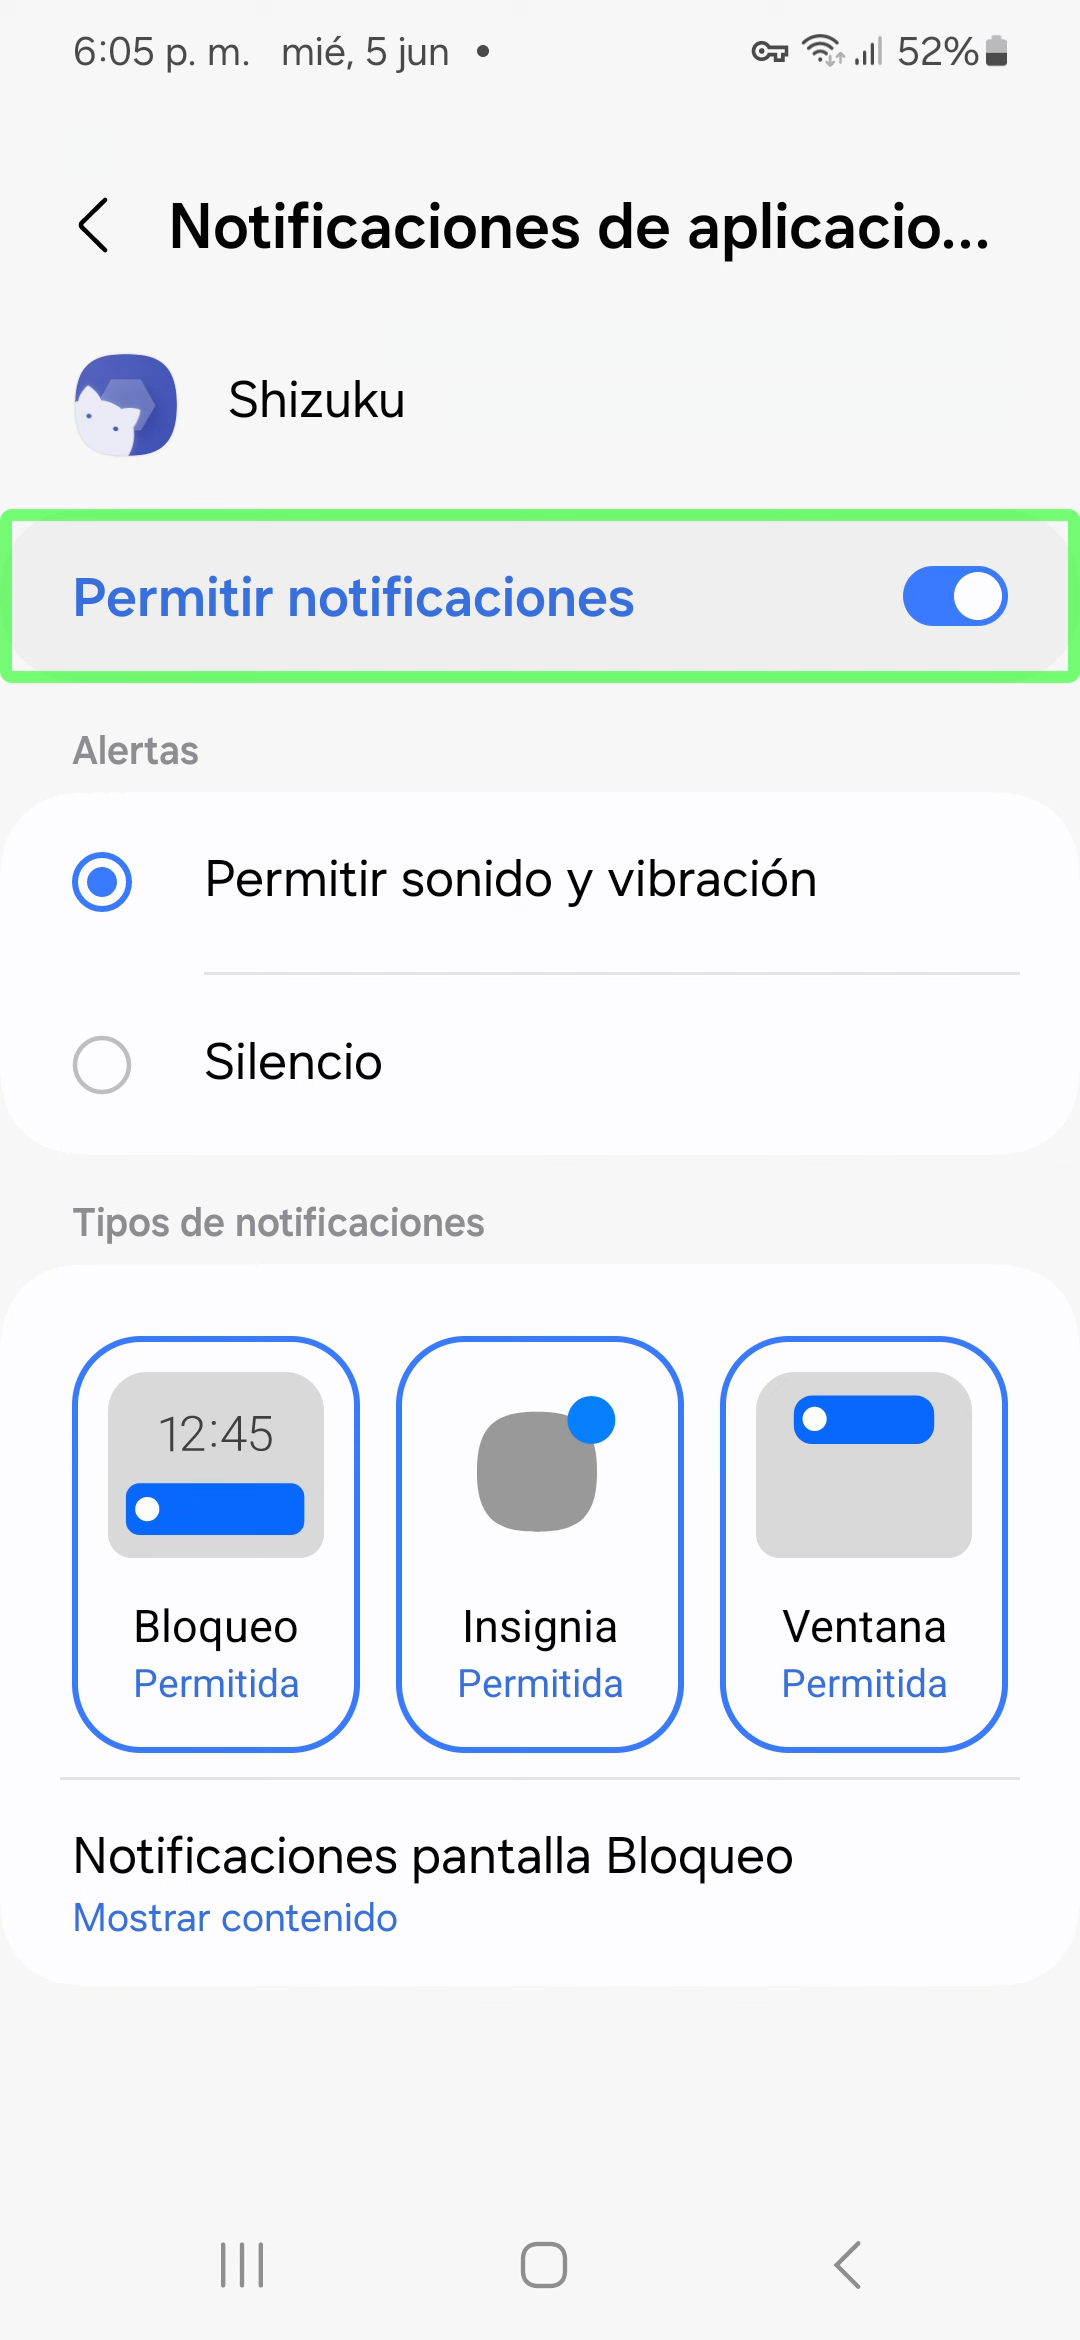 6:05 p. m. mié, 5 jun • 52%
Notificaciones de aplicacio...
Shizuku
Permitir notificaciones
Alertas
Permitir sonido y vibración
Silencio
Tipos de notificaciones
12:45
Bloqueo Insignia Ventana
Permitida Permitida Permitida
Notificaciones pantalla Bloqueo
Mostrar contenido